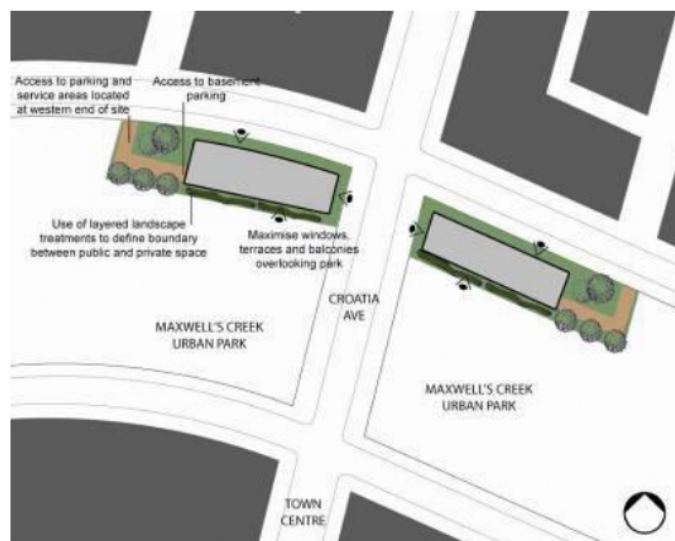 Access to parking and
service areas located
at western end of site
Access to basement
parking
Use of layered landscape
treatments to define boundary
between public and private space
Maximise windows,
terraces and balconies
overlooking park
CROATIA
AVE
MAXWELL'S CREEK
URBAN PARK
MAXWELL'S CREEK
URBAN PARK
TOWN
CENTRE